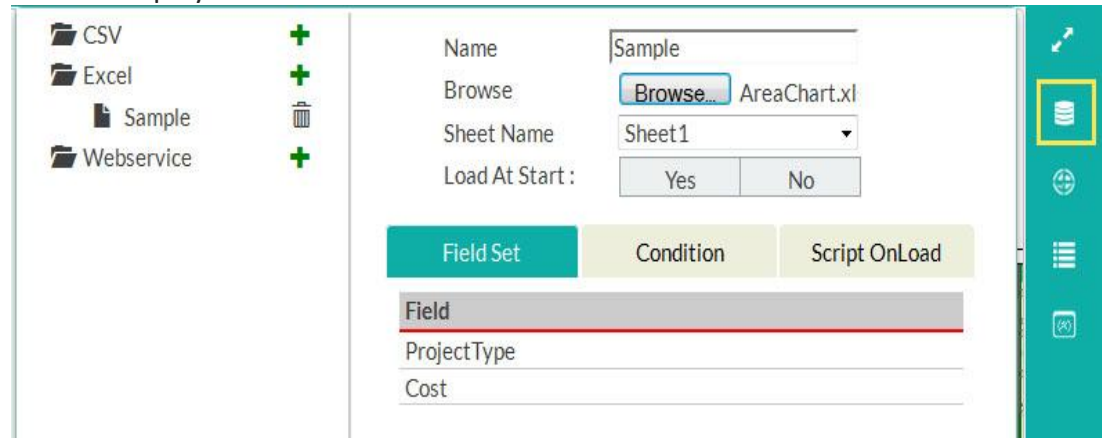 CSV
Excel
Sample
Webservice
Name Sample
Browse Browse... AreaChart.xl
Sheet Name Sheet1
Load At Start : Yes No
Field Set Condition Script OnLoad
Field
ProjectType
Cost